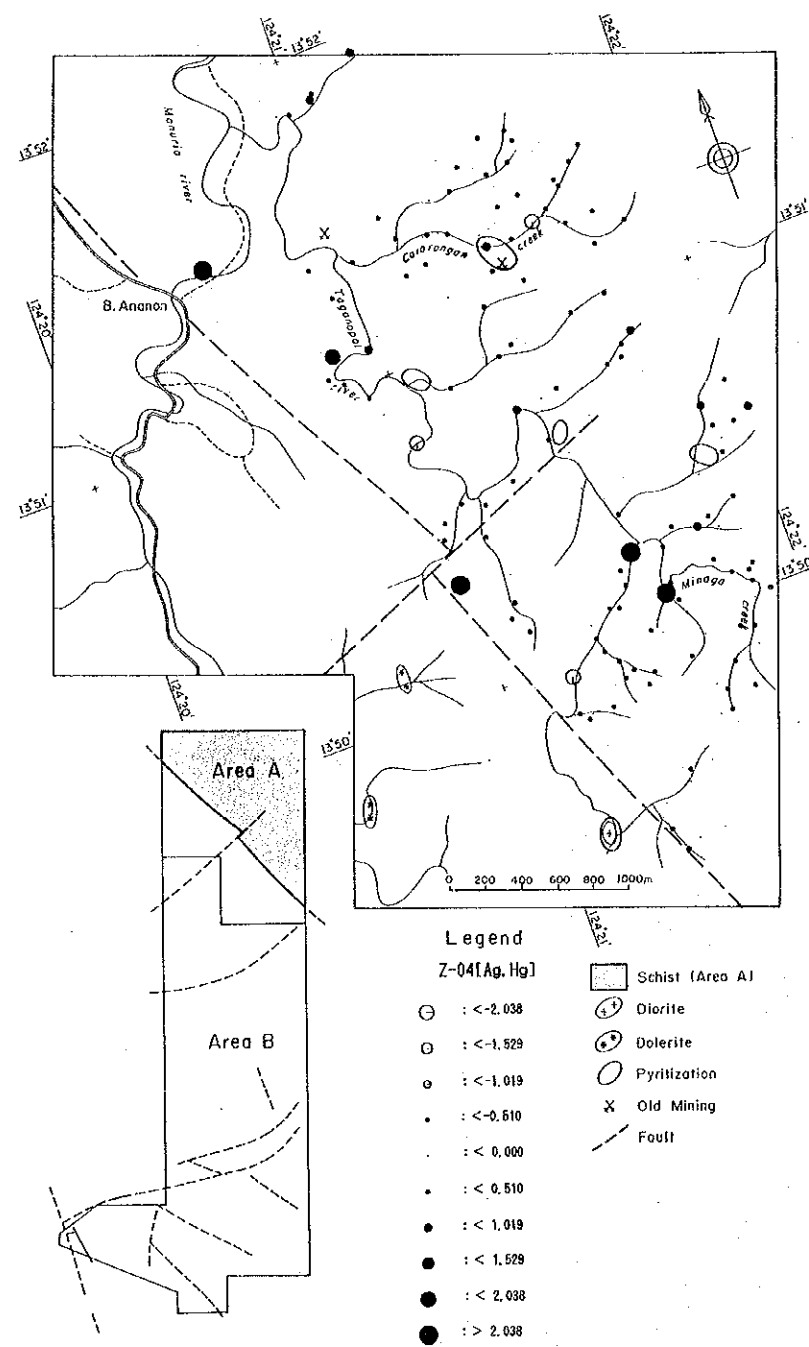 124°21'
13°52'
124°22'
13°52'
Manuria river
13°51'
Cororangan creek
B. Ananon
124°20'
Taganopol river
13°51'
124°22'
13°50'
Minaga creek
124°20'
13°50'
Area A
0 200 400 600 800 1000m
124°21'
Legend
Z-04[Ag, Hg]
: <-2.038
: <-1.529
: <-1.019
: <-0.510
: < 0.000
: < 0.510
: < 1.019
: < 1.529
: < 2.038
: > 2.038
Schist (Area A)
Diorite
Dolerite
Pyritization
Old Mining
Fault
Area B